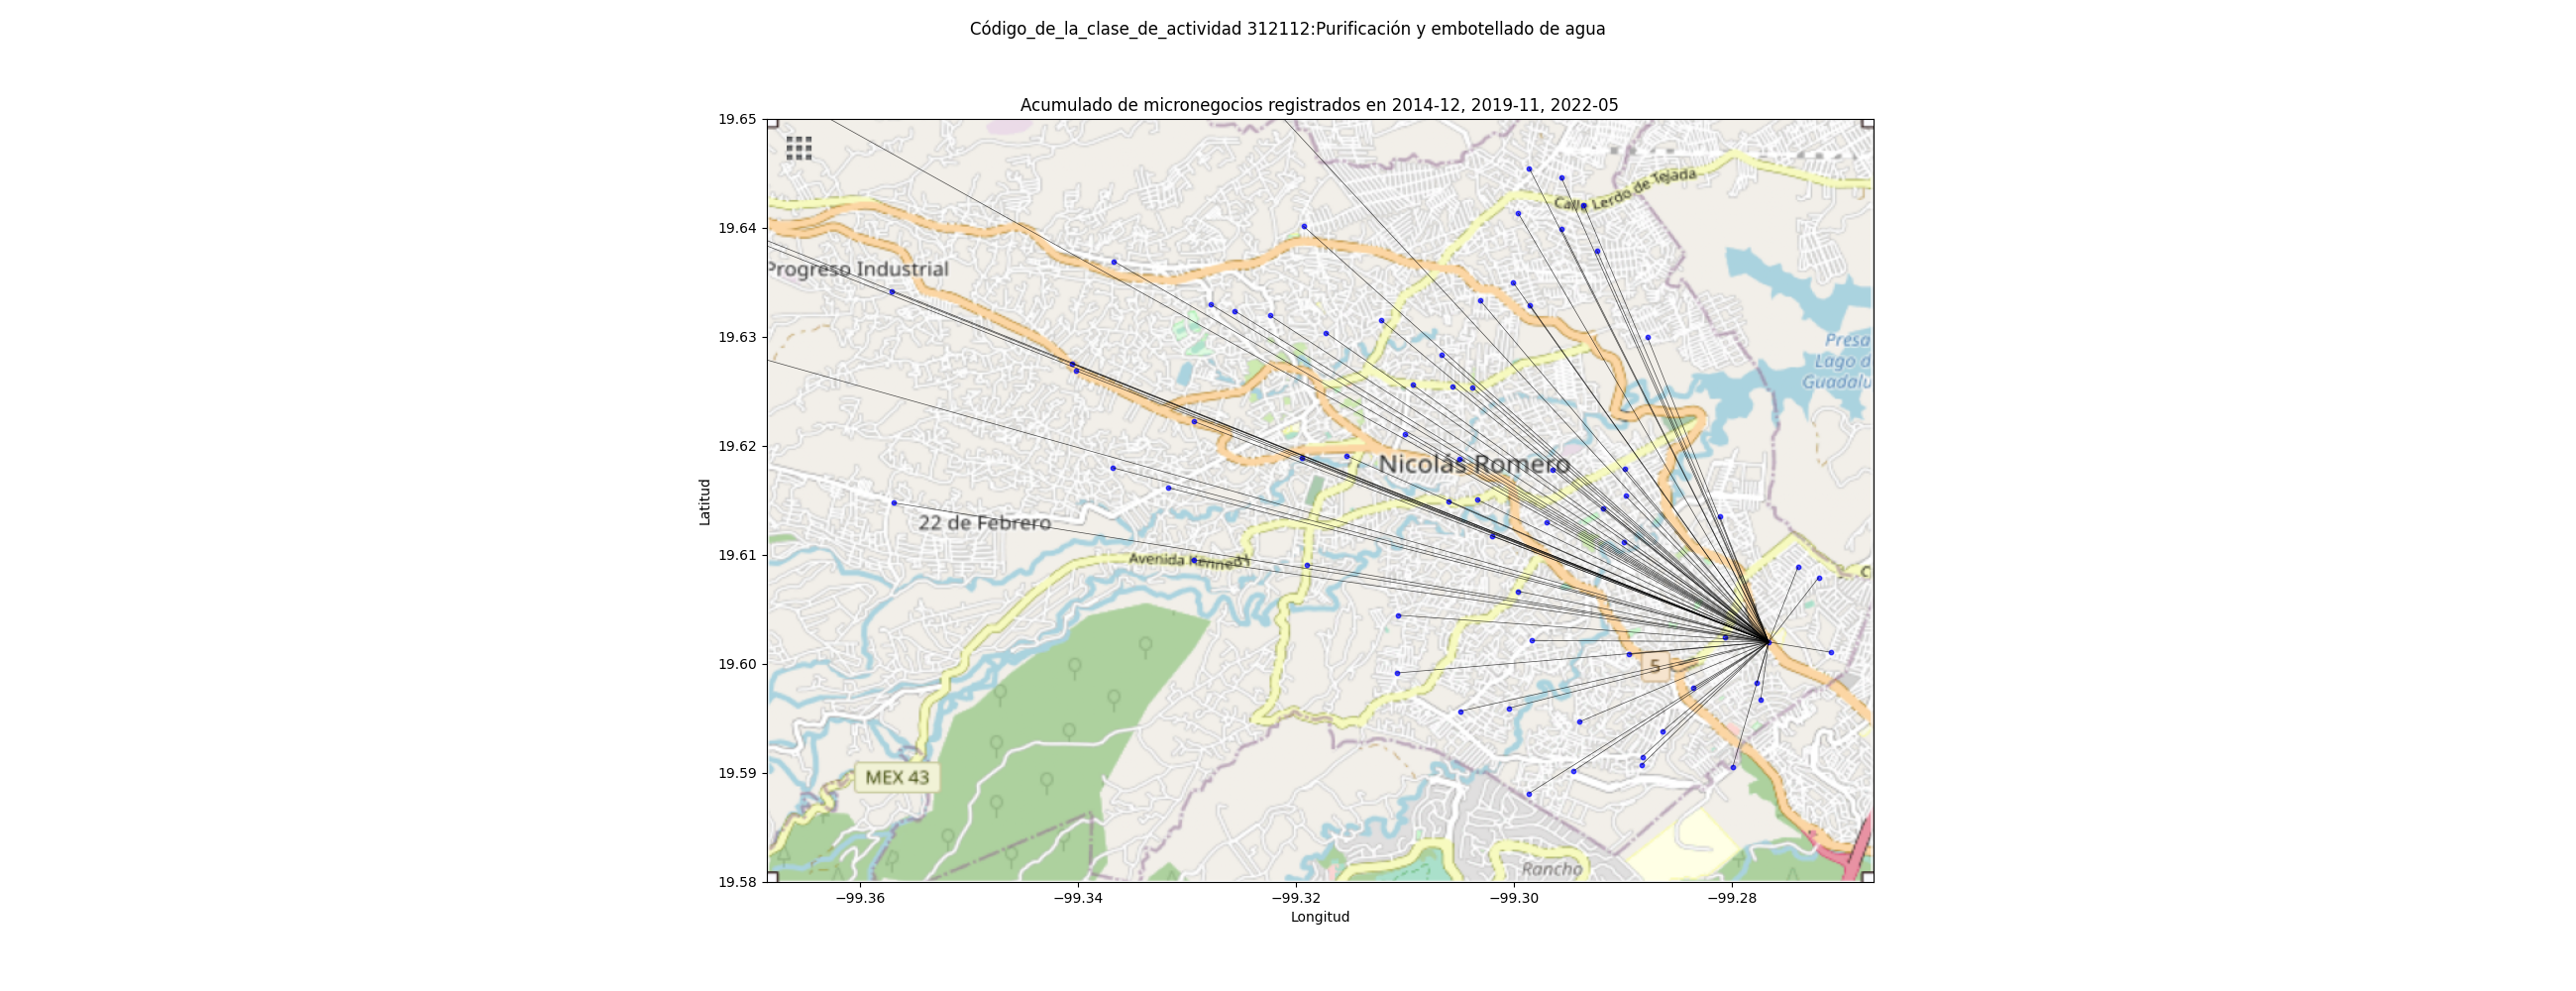 Código_de_la_clase_de_actividad 312112:Purificación y embotellado de agua
Acumulado de micronegocios registrados en 2014-12, 2019-11, 2022-05
19.65
19.64
19.63
19.62
19.61
19.60
19.59
19.58
Latitud
Calle Lerdo de Tejada
Progreso Industrial
Presa
Lago d
Guadalu
Nicolás Romero
22 de Febrero
Avenida Kennedy
C
5
MEX 43
Rancho
−99.36
−99.34
−99.32
−99.30
−99.28
Longitud